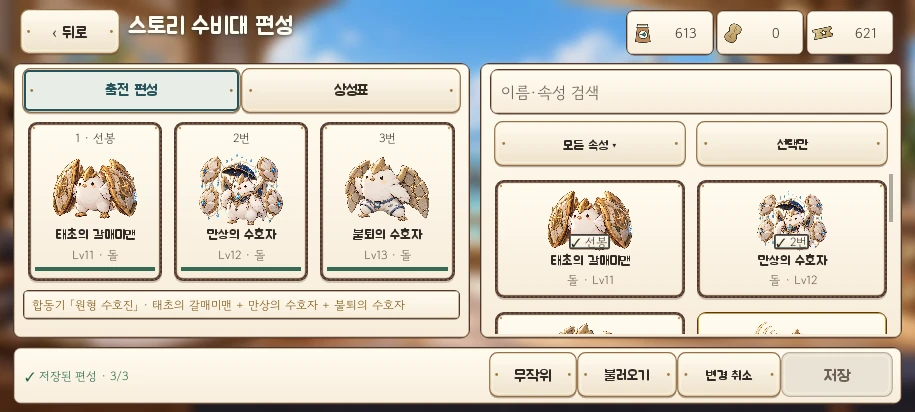 ‹ 뒤로
스토리 수비대 편성
613
0
621
출전 편성
상성표
1 · 선봉
2번
3번
태초의 갈매미맨
만상의 수호자
불퇴의 수호자
Lv11 · 돌
Lv12 · 돌
Lv13 · 돌
합동기 「원형 수호진」 · 태초의 갈매미맨 + 만상의 수호자 + 불퇴의 수호자
이름·속성 검색
모든 속성 ▾
선택만
✓ 선봉
✓ 2번
태초의 갈매미맨
만상의 수호자
돌 · Lv11
돌 · Lv12
✓ 저장된 편성 · 3/3
무작위
불러오기
변경 취소
저장